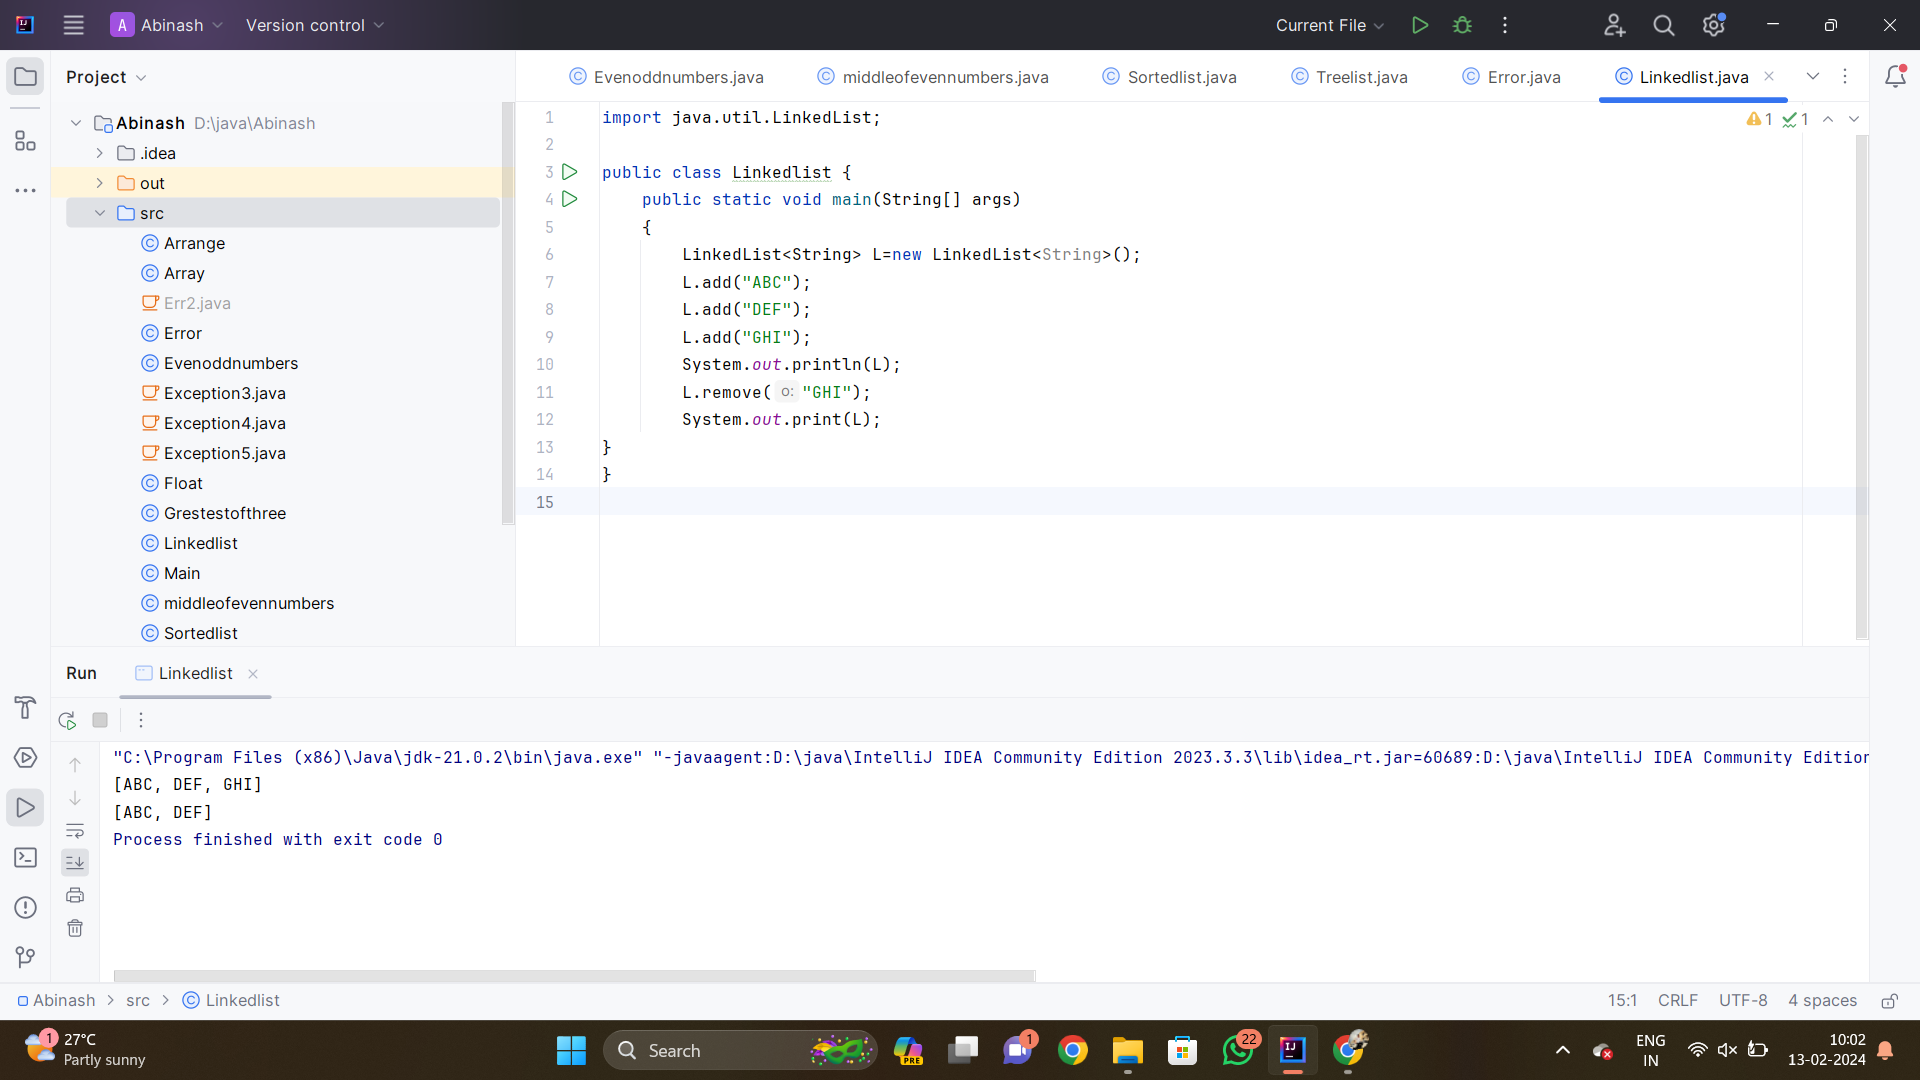 A Abinash Version control Current File
Project
Evenoddnumbers.java middleofevennumbers.java Sortedlist.java Treelist.java Error.java Linkedlist.java
Abinash D:\java\Abinash
.idea
out
src
Arrange
Array
Err2.java
Error
Evenoddnumbers
Exception3.java
Exception4.java
Exception5.java
Float
Grestestofthree
Linkedlist
Main
middleofevennumbers
Sortedlist
1 import java.util.LinkedList;
1 1
2
3 public class Linkedlist {
4 public static void main(String[] args)
5 {
6 LinkedList<String> L=new LinkedList<String>();
7 L.add("ABC");
8 L.add("DEF");
9 L.add("GHI");
10 System.out.println(L);
11 L.remove( o: "GHI");
12 System.out.print(L);
13 }
14 }
15
Run Linkedlist
"C:\Program Files (x86)\Java\jdk-21.0.2\bin\java.exe" "-javaagent:D:\java\IntelliJ IDEA Community Edition 2023.3.3\lib\idea_rt.jar=60689:D:\java\IntelliJ IDEA Community Edition
[ABC, DEF, GHI]
[ABC, DEF]
Process finished with exit code 0
Abinash > src > Linkedlist
15:1 CRLF UTF-8 4 spaces
1 27°C
Partly sunny
Search
PRE
1
22
ENG
IN
10:02
13-02-2024